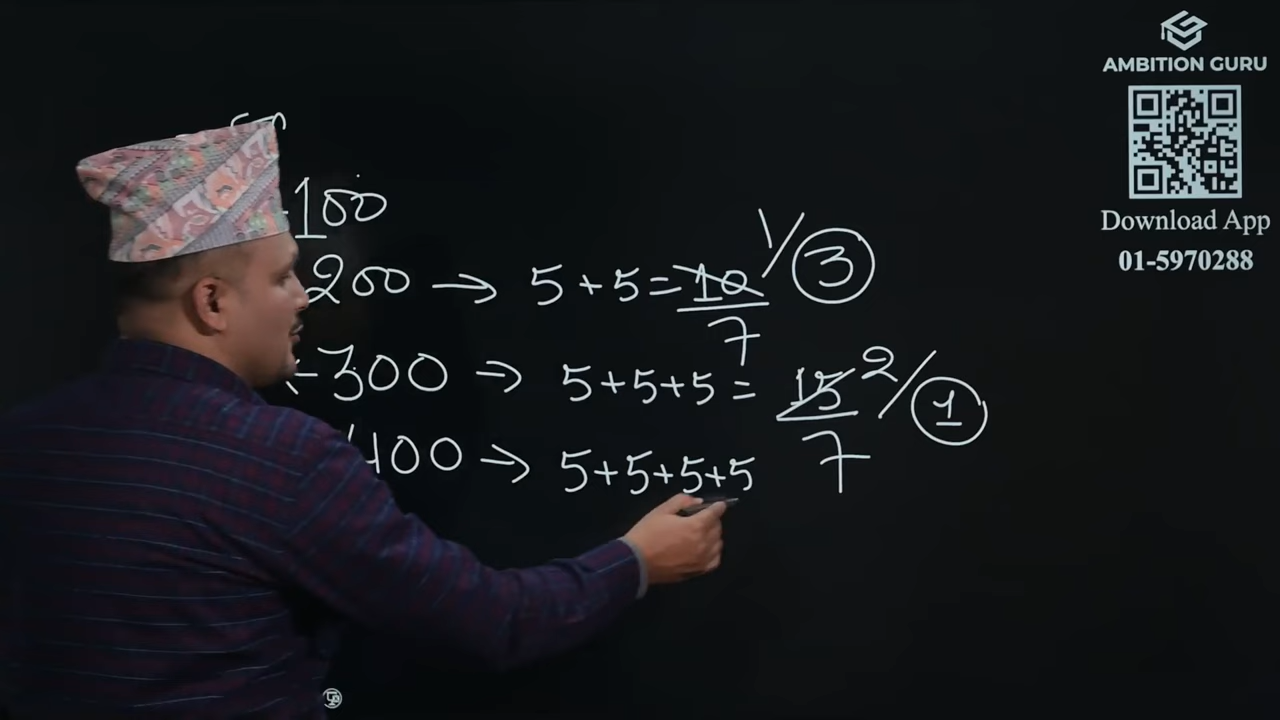 AMBITION GURU
Download App
01-5970288
100
200 → 5+5=10/7 1/3
300 → 5+5+5=15/7 2/1
400 → 5+5+5+5